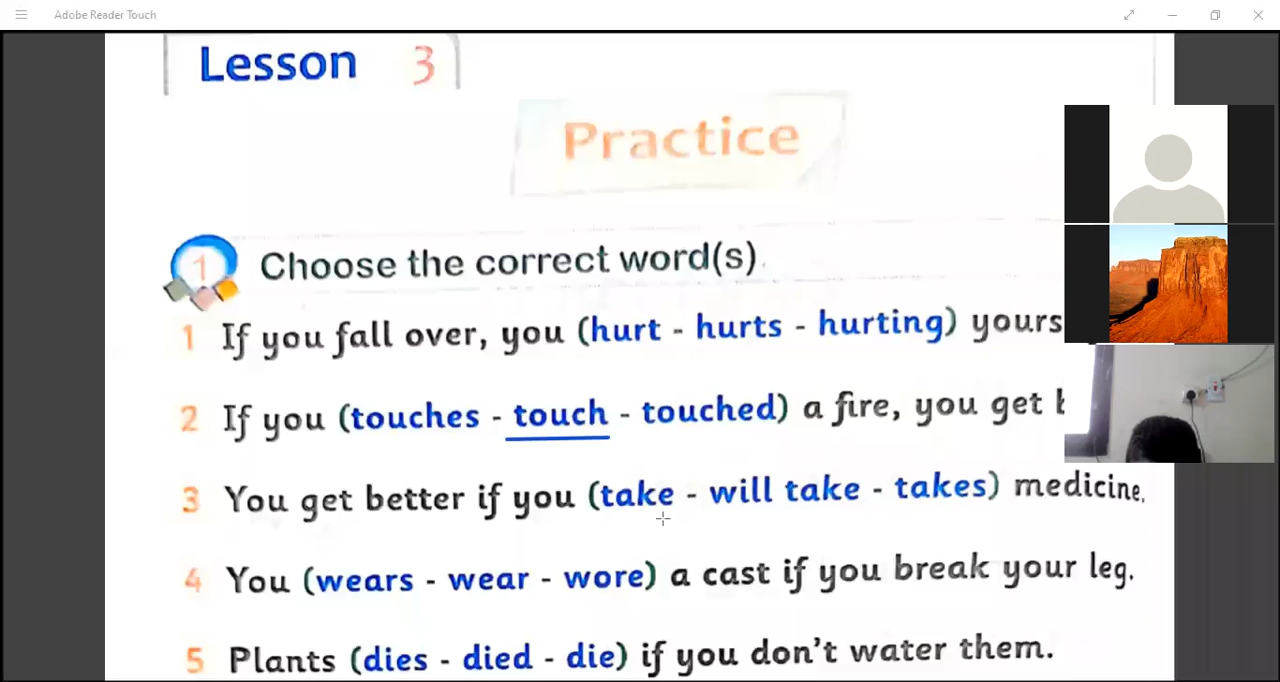 Adobe Reader Touch
Lesson 3
Practice
1 Choose the correct word(s).
1 If you fall over, you (hurt - hurts - hurting) yours
2 If you (touches - touch - touched) a fire, you get
3 You get better if you (take - will take - takes) medicine.
4 You (wears - wear - wore) a cast if you break your leg.
5 Plants (dies - died - die) if you don't water them.